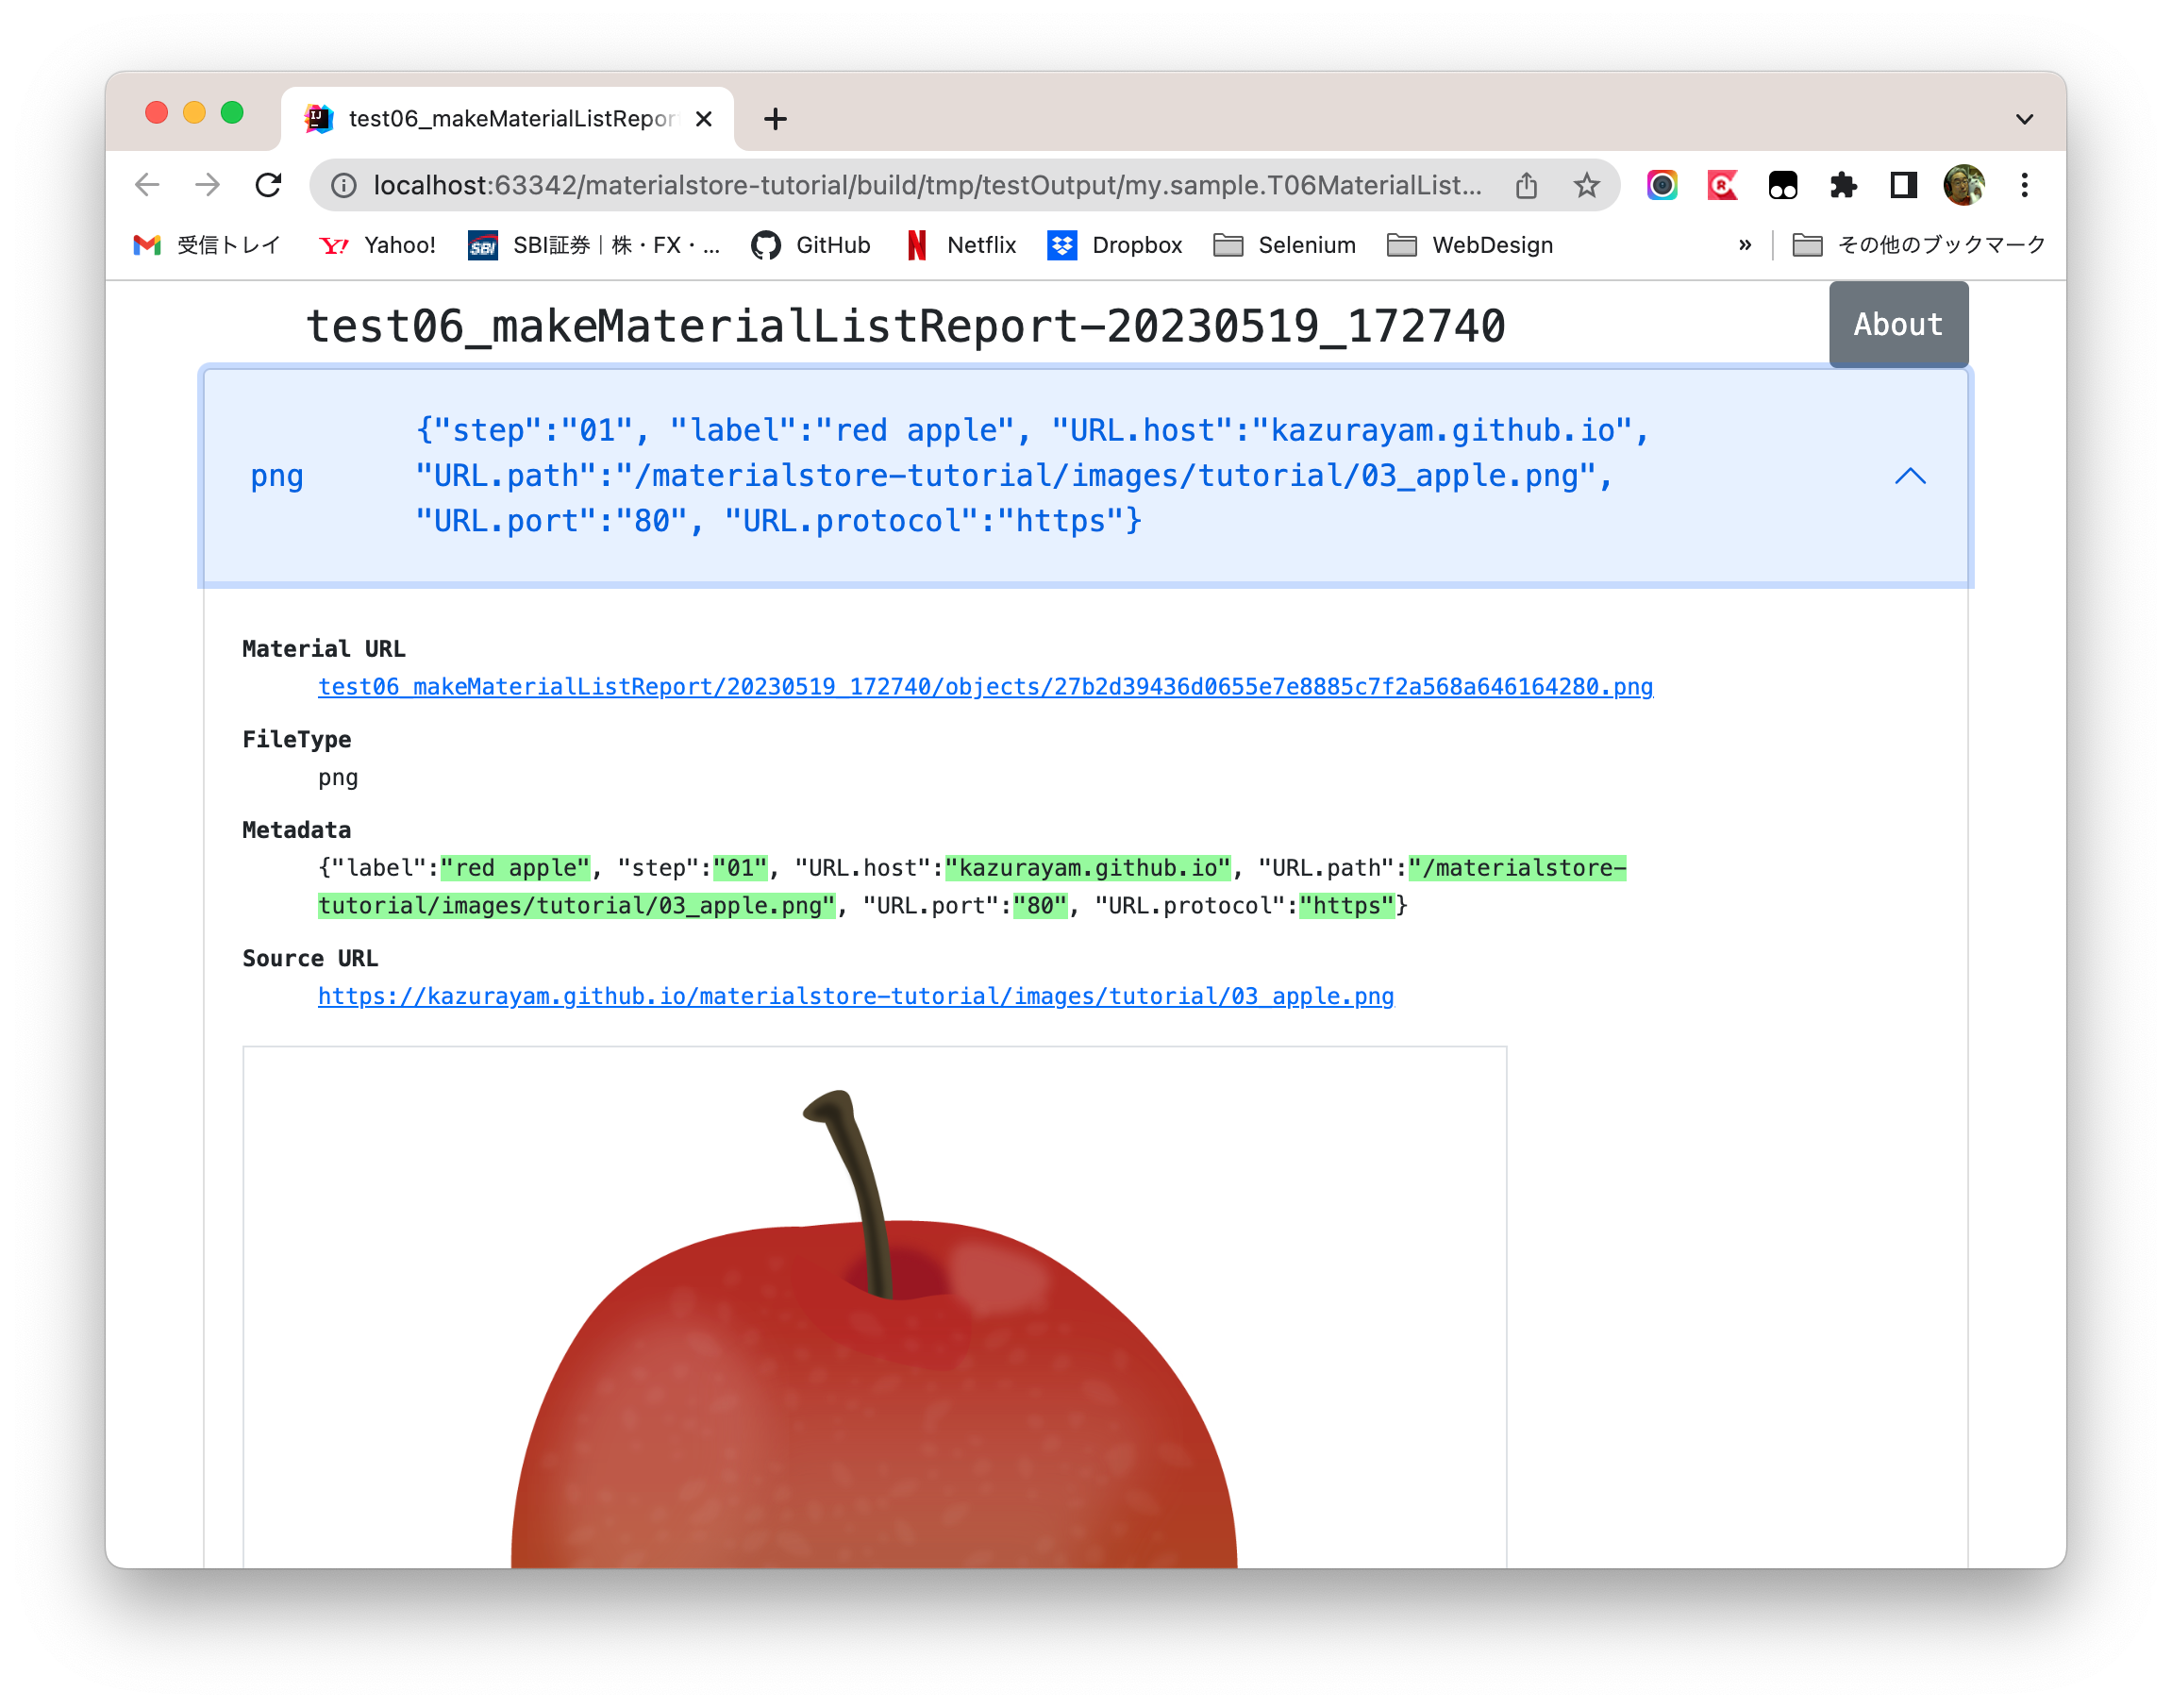 test06_makeMaterialListRepor
localhost:63342/materialstore-tutorial/build/tmp/testOutput/my.sample.T06MaterialList...
受信トレイ Yahoo! SBI証券｜株・FX・... GitHub Netflix Dropbox Selenium WebDesign » その他のブックマーク
test06_makeMaterialListReport-20230519_172740 About
{"step":"01", "label":"red apple", "URL.host":"kazurayam.github.io",
png "URL.path":"/materialstore-tutorial/images/tutorial/03_apple.png",
"URL.port":"80", "URL.protocol":"https"}
Material URL
test06_makeMaterialListReport/20230519_172740/objects/27b2d39436d0655e7e8885c7f2a568a646164280.png
FileType
png
Metadata
{"label":"red apple", "step":"01", "URL.host":"kazurayam.github.io", "URL.path":"/materialstore-
tutorial/images/tutorial/03_apple.png", "URL.port":"80", "URL.protocol":"https"}
Source URL
https://kazurayam.github.io/materialstore-tutorial/images/tutorial/03_apple.png